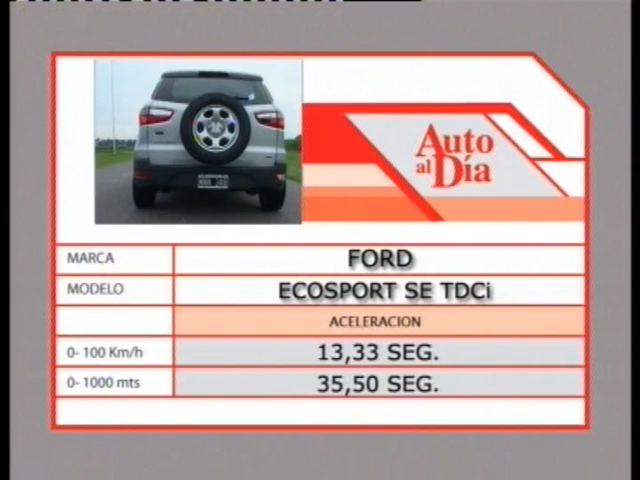 Auto
al Día
MARCA FORD
MODELO ECOSPORT SE TDCi
ACELERACION
0- 100 Km/h 13,33 SEG.
0- 1000 mts 35,50 SEG.